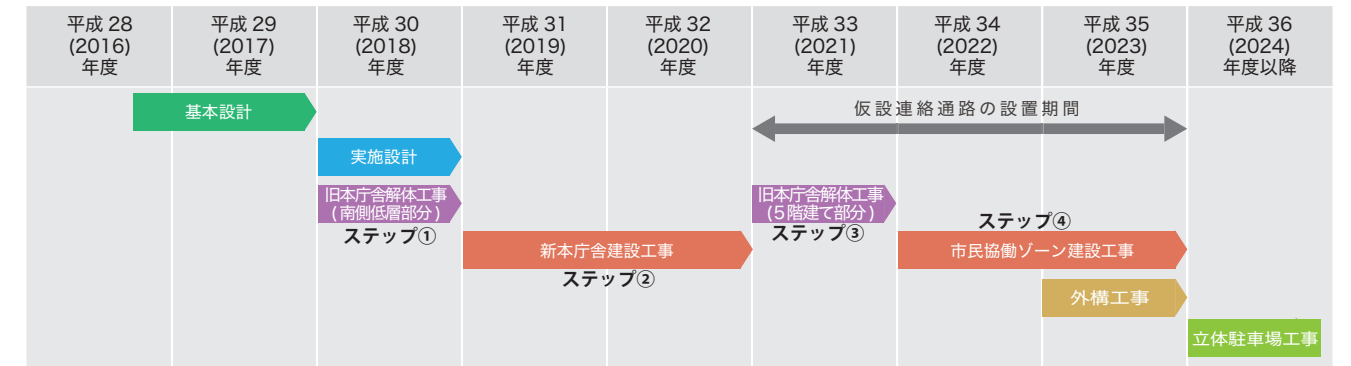 平成 28
(2016)
年度
平成 29
(2017)
年度
平成 30
(2018)
年度
平成 31
(2019)
年度
平成 32
(2020)
年度
平成 33
(2021)
年度
平成 34
(2022)
年度
平成 35
(2023)
年度
平成 36
(2024)
年度以降
基本設計
仮設連絡通路の設置期間
実施設計
旧本庁舎解体工事
(南側低層部分)
ステップ①
旧本庁舎解体工事
(5階建て部分)
ステップ③
ステップ④
新本庁舎建設工事
ステップ②
市民協働ゾーン建設工事
外構工事
立体駐車場工事